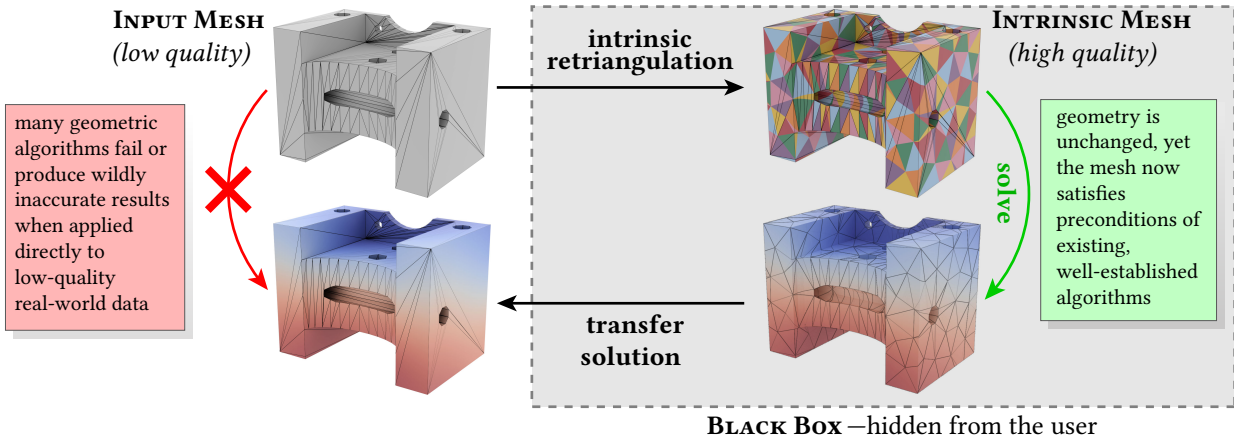 INPUT MESH
(low quality)
many geometric
algorithms fail or
produce wildly
inaccurate results
when applied
directly to
low-quality
real-world data
intrinsic
retriangulation
transfer
solution
INTRINSIC MESH
(high quality)
solve
geometry is
unchanged, yet
the mesh now
satisfies
preconditions of
existing,
well-established
algorithms
BLACK BOX —hidden from the user